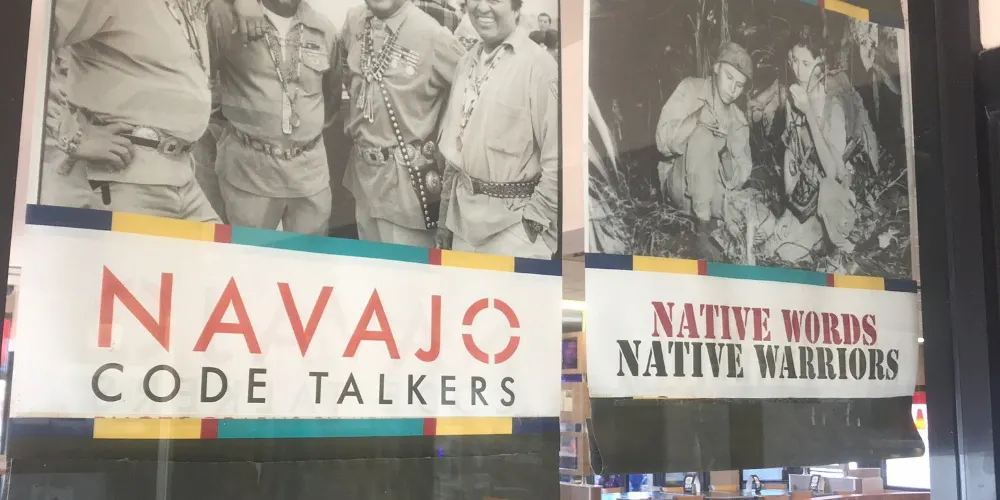 NAVAJO
CODE TALKERS
NATIVE WORDS
NATIVE WARRIORS